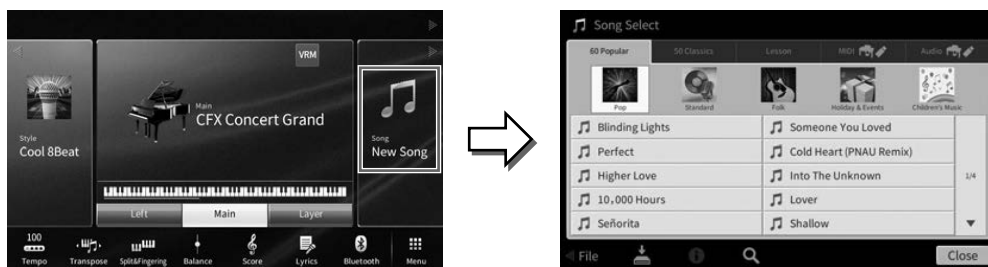 VRM
Style
Cool 8Beat
Main
CFX Concert Grand
Song
New Song
Left
Main
Layer
100
Tempo
Transpose
Split&Fingering
Balance
Score
Lyrics
Bluetooth
Menu
Song Select
60 Popular
50 Classics
Lesson
MIDI
Audio
Pop
Standard
Folk
Holiday & Events
Children's Music
Blinding Lights
Someone You Loved
Perfect
Cold Heart (PNAU Remix)
Higher Love
Into The Unknown
1/4
10,000 Hours
Lover
Señorita
Shallow
File
Close